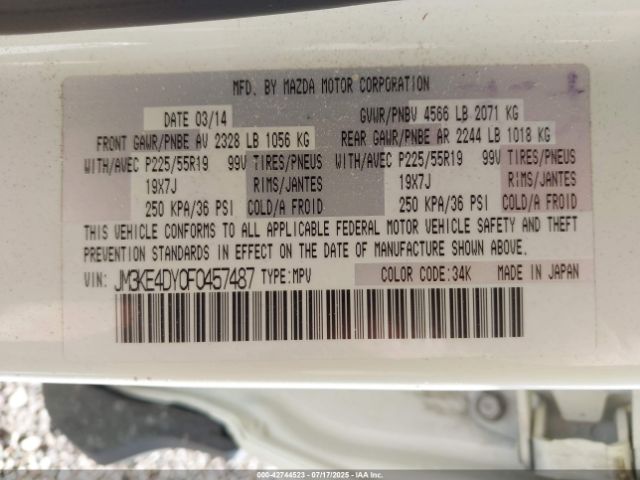 MFD. BY MAZDA MOTOR CORPORATION
DATE 03/14 GVWR/PNBV 4566 LB 2071 KG
FRONT GAWR/PNBE AV 2328 LB 1056 KG REAR GAWR/PNBE AR 2244 LB 1018 KG
WITH/AVEC P225/55R19 99V TIRES/PNEUS WITH/AVEC P225/55R19 99V TIRES/PNEUS
19X7J RIMS/JANTES 19X7J RIMS/JANTES
250 KPA/36 PSI COLD/A FROID 250 KPA/36 PSI COLD/A FROID
THIS VEHICLE CONFORMS TO ALL APPLICABLE FEDERAL MOTOR VEHICLE SAFETY AND THEFT
PREVENTION STANDARDS IN EFFECT ON THE DATE OF MANUFACTURE SHOWN ABOVE.
VIN: JM3KE4DY0F0457487 TYPE:MPV COLOR CODE:34K MADE IN JAPAN
000-42744523 07/17/2025 IAAI.COM